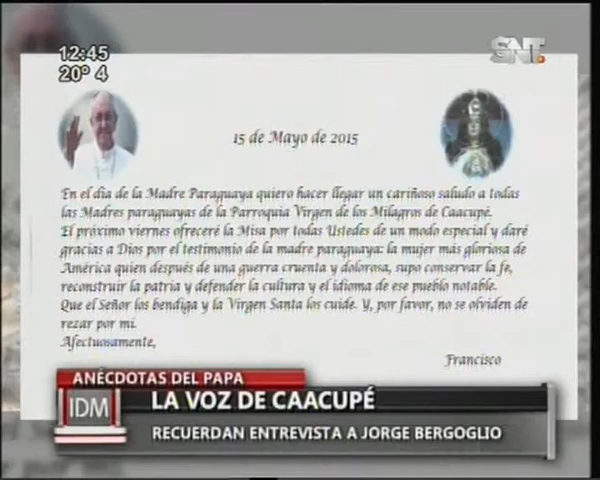 12:45
20° 4
SNT.
15 de Mayo de 2015
En el día de la Madre Paraguaya quiero hacer llegar un cariñoso saludo a todas
las Madres paraguayas de la Parroquia Virgen de los Milagros de Caacupé.
El próximo viernes ofreceré la Misa por todas Ustedes de un modo especial y daré
gracias a Dios por el testimonio de la madre paraguaya: la mujer más gloriosa de
América quien después de una guerra cruenta y dolorosa, supo conservar la fe,
reconstruir la patria y defender la cultura y el idioma de ese pueblo notable.
Que el Señor los bendiga y la Virgen Santa los cuide. Y, por favor, no se olviden de
rezar por mi.
Afectuosamente,
Francisco
ANÉCDOTAS DEL PAPA
IDM
LA VOZ DE CAACUPÉ
RECUERDAN ENTREVISTA A JORGE BERGOGLIO